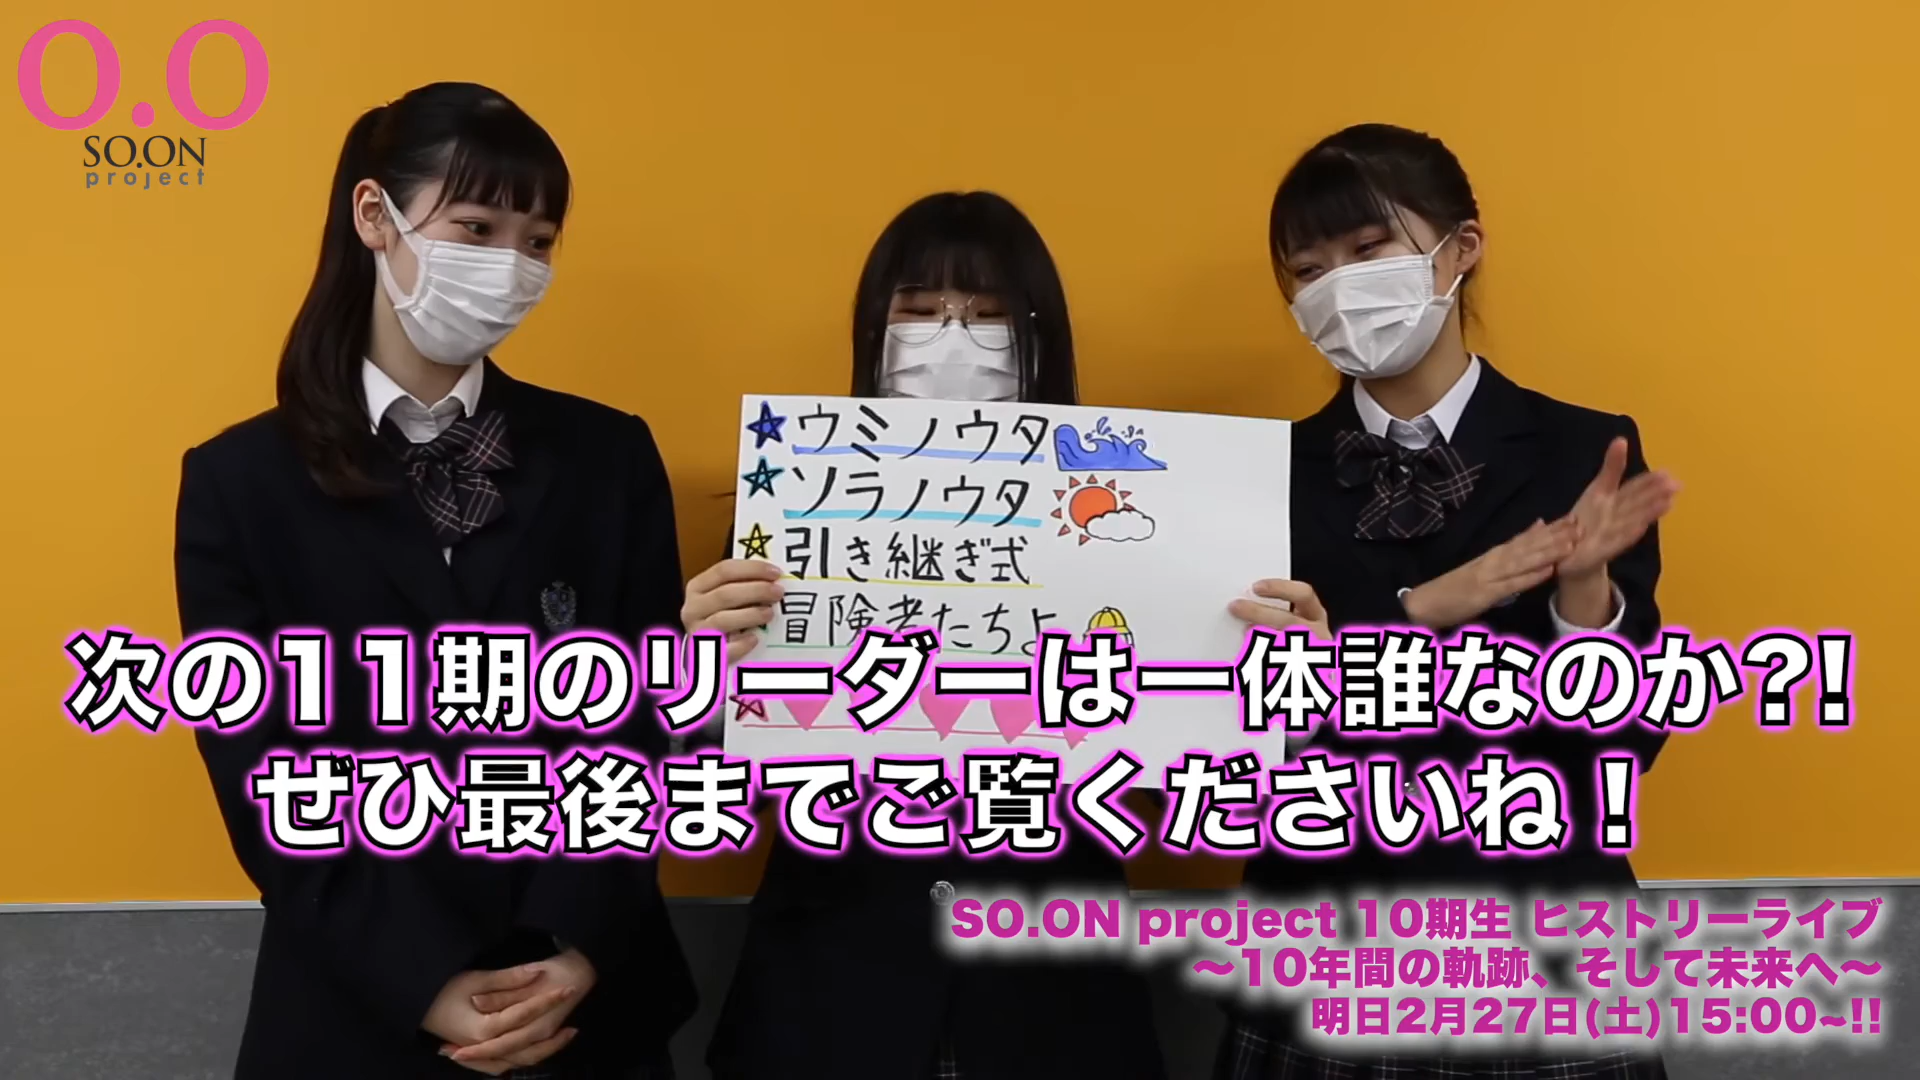 O.O
SO.ON
project
ウミノウタ
ソラノウタ
引き継ぎ式
冒険者たちよ
次の11期のリーダーは一体誰なのか?!
ぜひ最後までご覧くださいね！
SO.ON project 10期生 ヒストリーライブ
～10年間の軌跡、そして未来へ～
明日2月27日(土)15:00~!!